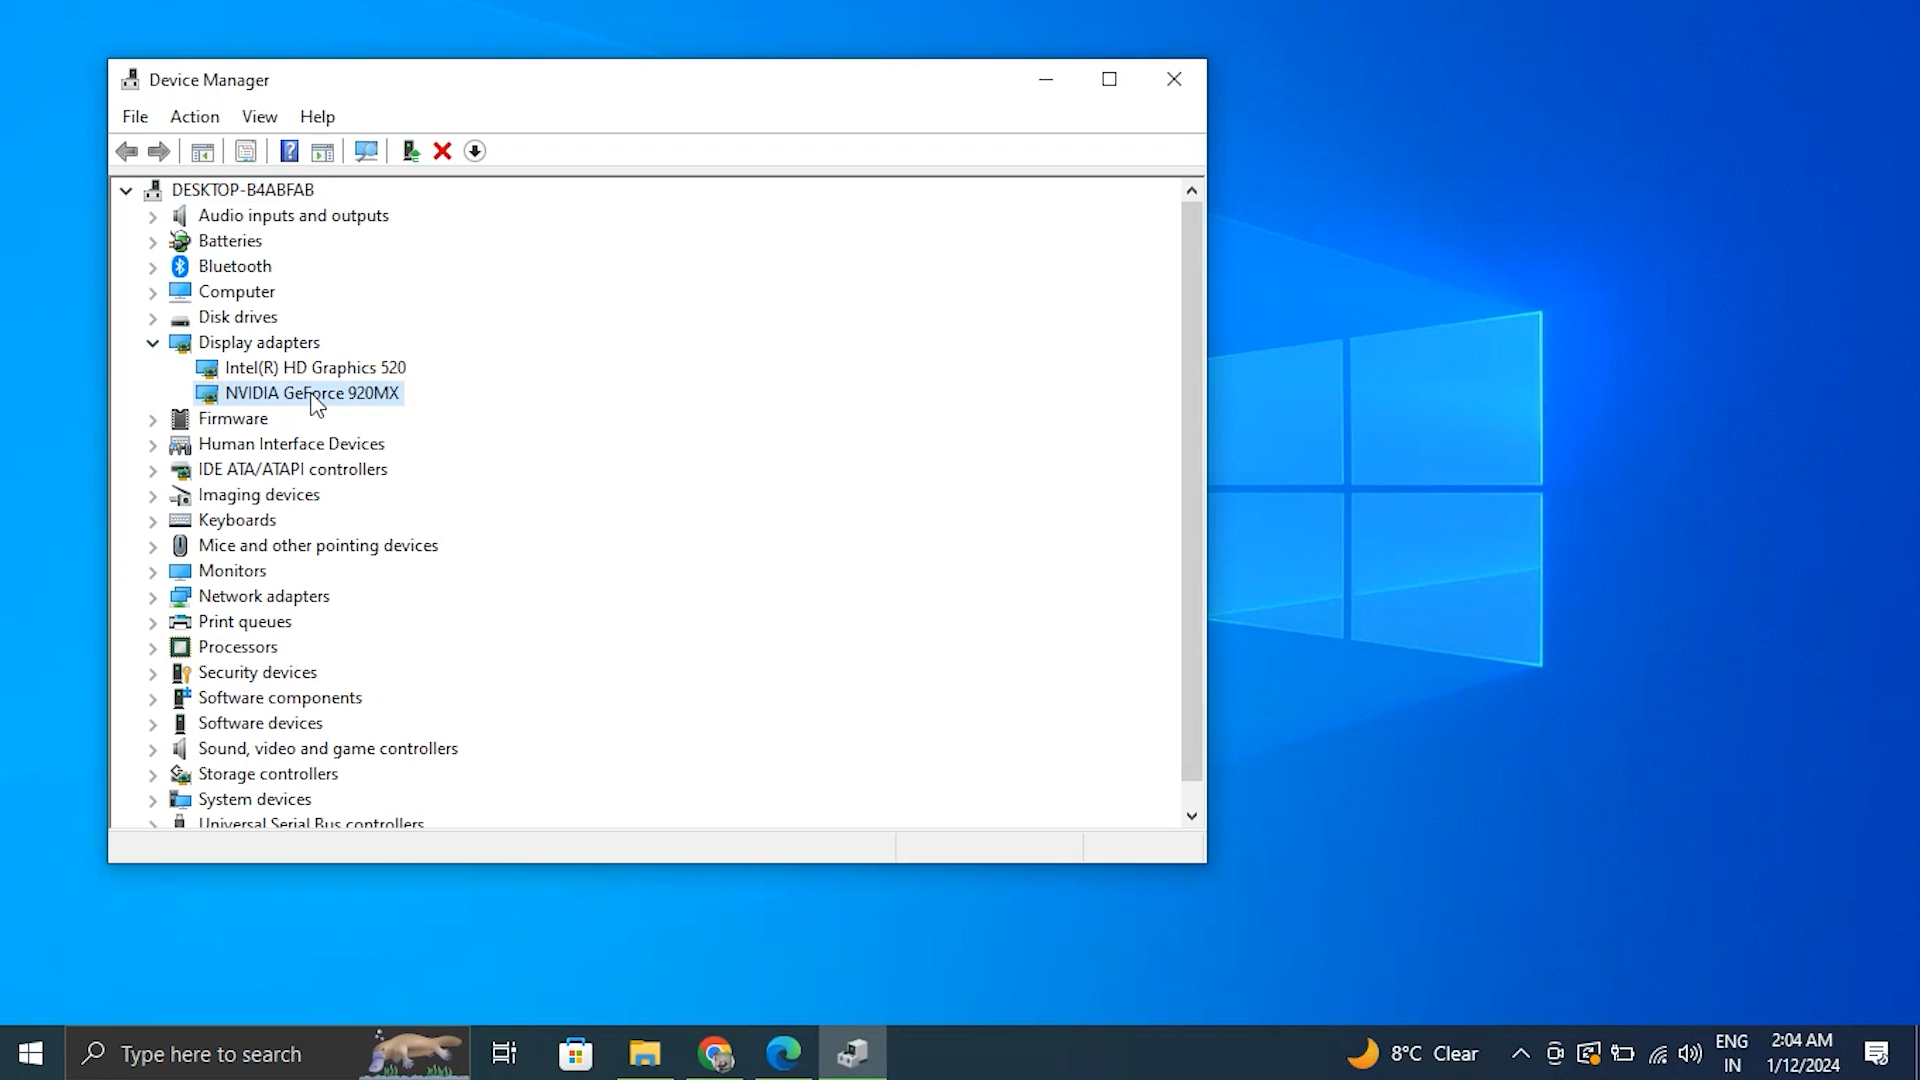 Device Manager
File Action View Help
DESKTOP-B4ABFAB
Audio inputs and outputs
Batteries
Bluetooth
Computer
Disk drives
Display adapters
Intel(R) HD Graphics 520
NVIDIA GeForce 920MX
Firmware
Human Interface Devices
IDE ATA/ATAPI controllers
Imaging devices
Keyboards
Mice and other pointing devices
Monitors
Network adapters
Print queues
Processors
Security devices
Software components
Software devices
Sound, video and game controllers
Storage controllers
System devices
Universal Serial Bus controllers
Type here to search
8°C Clear
ENG
IN
2:04 AM
1/12/2024